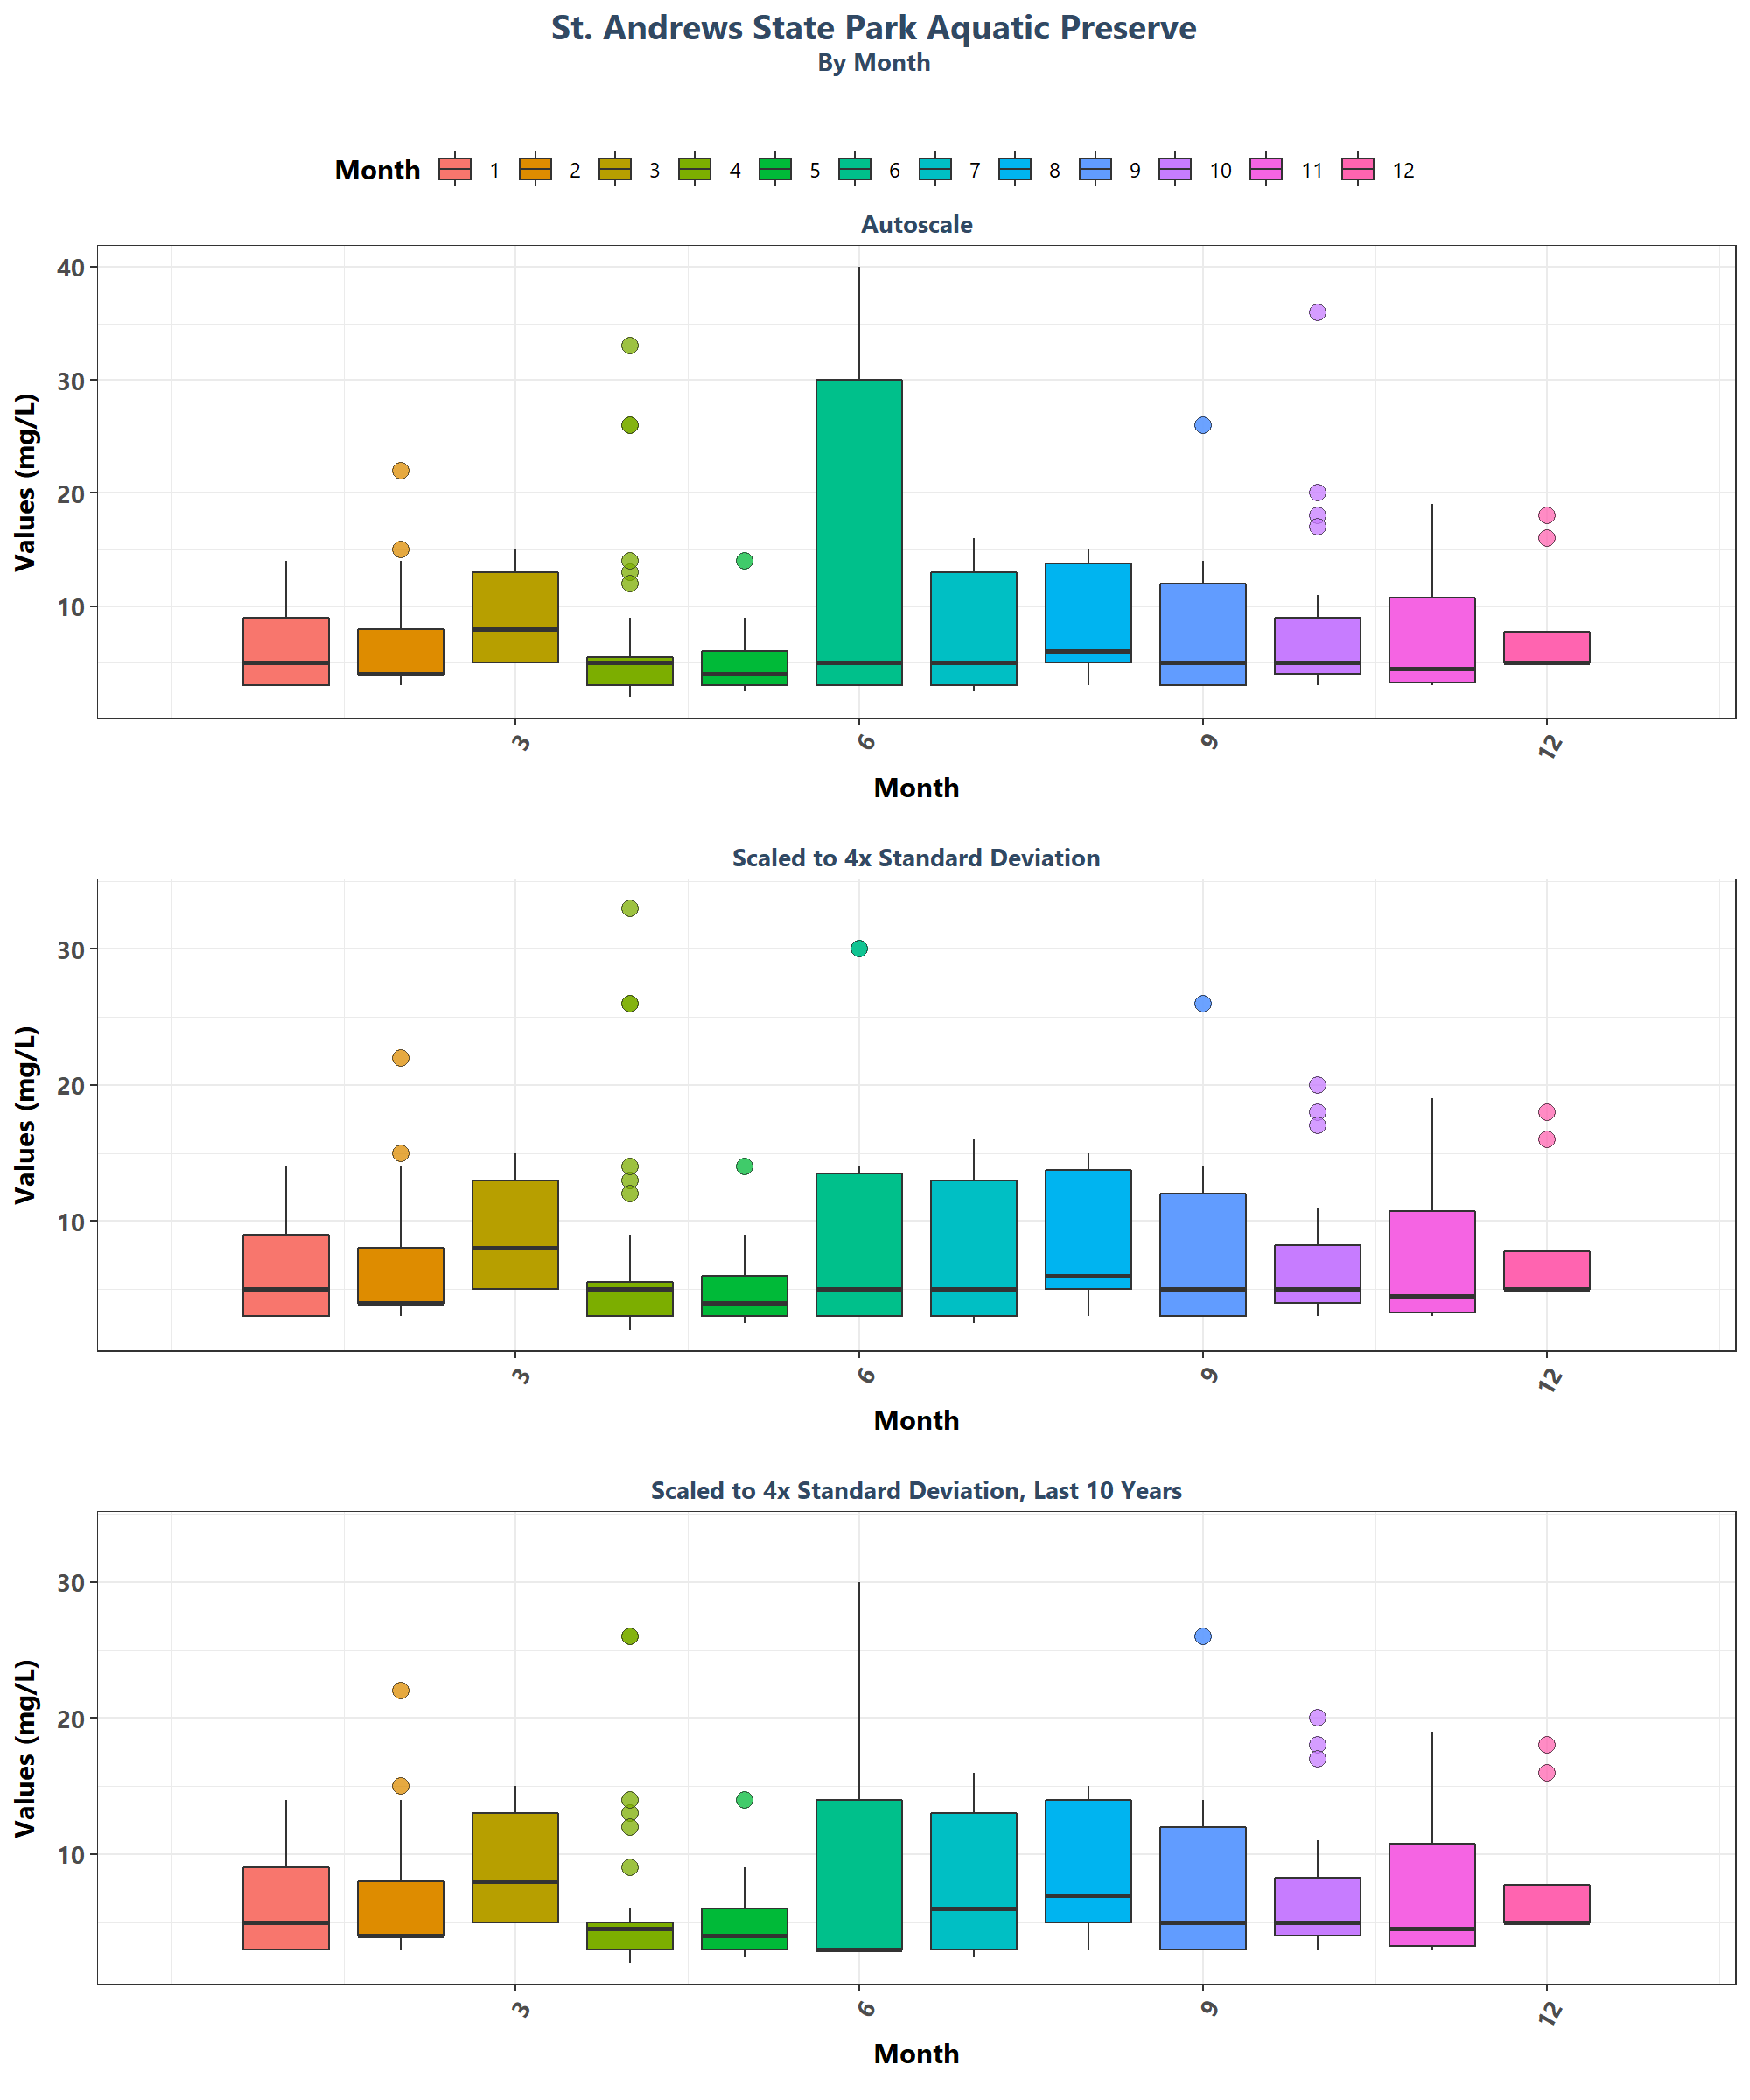 St. Andrews State Park Aquatic Preserve
By Month
Month 1 2 3 4 5 6 7 8 9 10 11 12
Autoscale
Values (mg/L)
40
30
20
10
3 6 9 12
Month
Scaled to 4x Standard Deviation
Values (mg/L)
30
20
10
3 6 9 12
Month
Scaled to 4x Standard Deviation, Last 10 Years
Values (mg/L)
30
20
10
3 6 9 12
Month